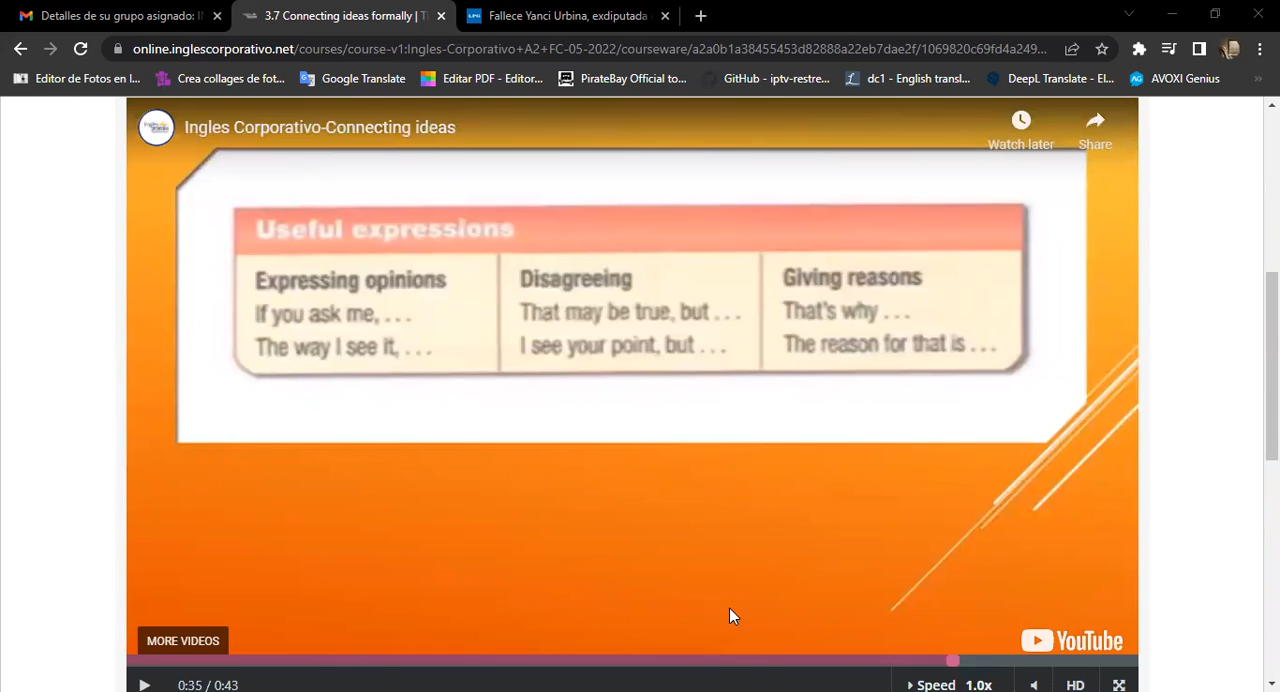 Detalles de su grupo asignado: I
3.7 Connecting ideas formally | T
Fallece Yanci Urbina, exdiputada
online.inglescorporativo.net/courses/course-v1:Ingles-Corporativo+A2+FC-05-2022/courseware/a2a0b1a38455453d82888a22eb7dae2f/1069820c69fd4a249...
Editor de Fotos en l...
Crea collages de fot...
Google Translate
Editar PDF - Editor...
PirateBay Official to...
GitHub - iptv-restre...
dc1 - English transl...
DeepL Translate - El...
AVOXI Genius
»
Ingles Corporativo-Connecting ideas
Watch later
Share
Useful expressions
Expressing opinions
If you ask me, . . .
The way I see it, . . .
Disagreeing
That may be true, but . . .
I see your point, but . . .
Giving reasons
That's why . . .
The reason for that is . . .
MORE VIDEOS
YouTube
0:35 / 0:43
Speed 1.0x
HD